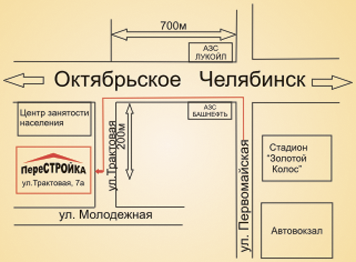 700м
АЗС
ЛУКОЙЛ
Октябрьское Челябинск
Центр занятости
населения
АЗС
БАШНЕФТЬ
ул.Трактовая
200м
ПереСТРОЙКА
ул.Трактовая, 7а
ул. Первомайская
Стадион
"Золотой
Колос"
ул. Молодежная
Автовокзал